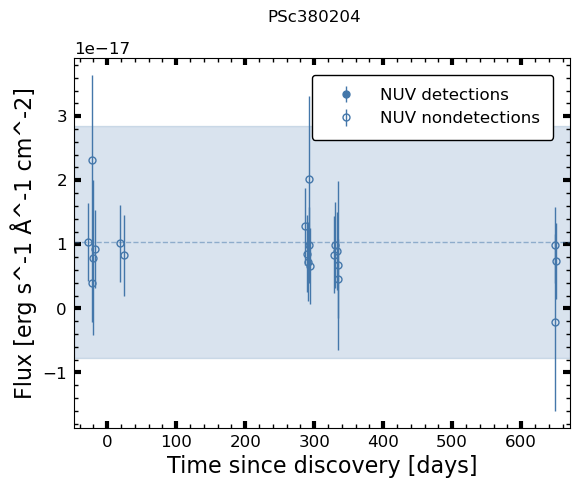 PSc380204
1e−17
NUV detections
NUV nondetections
3
2
1
0
−1
Flux [erg s^-1 Å^-1 cm^-2]
0 100 200 300 400 500 600
Time since discovery [days]